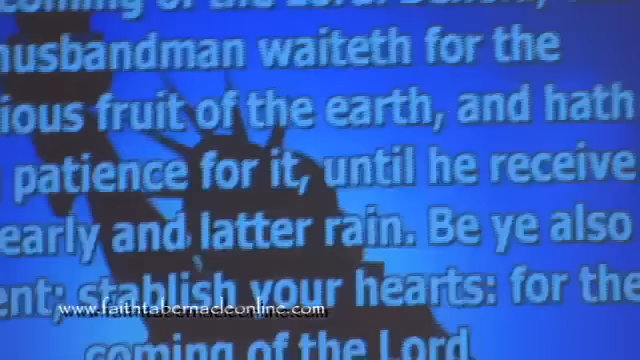 coming of the Lord.
husbandman waiteth for the
ious fruit of the earth, and hath
patience for it, until he receive
early and latter rain. Be ye also
ent; stablish your hearts: for the
www.faithtabernacleonline.com
coming of the Lord